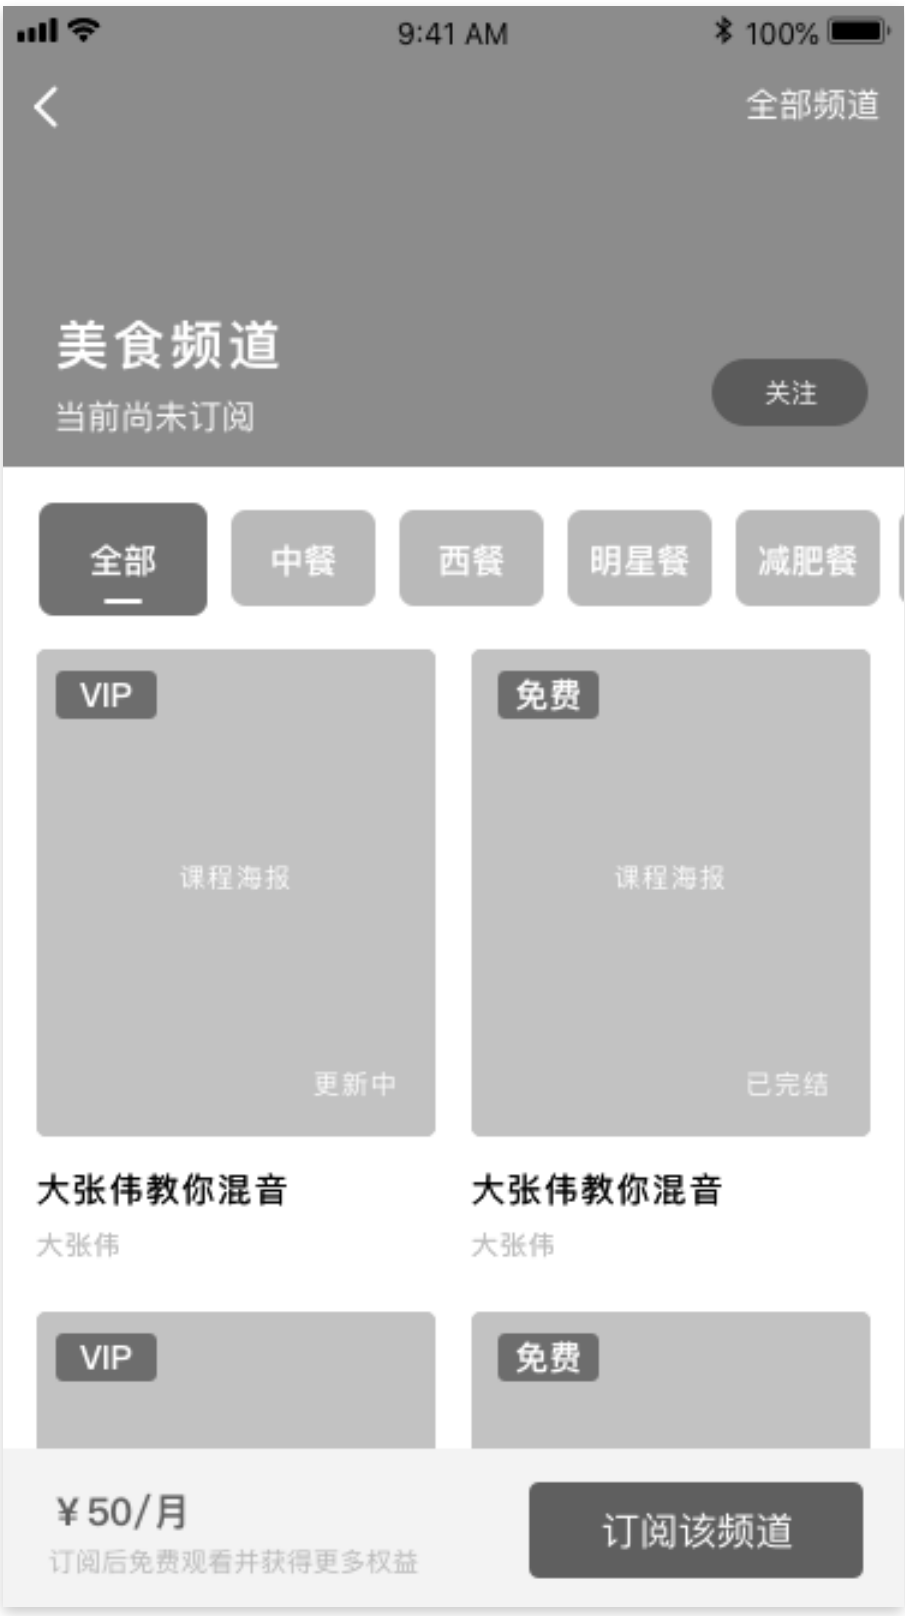 9:41 AM
100%
全部频道
美食频道
当前尚未订阅
关注
全部
中餐
西餐
明星餐
减肥餐
VIP
免费
课程海报
课程海报
更新中
已完结
大张伟教你混音
大张伟教你混音
大张伟
大张伟
VIP
免费
¥50/月
订阅后免费观看并获得更多权益
订阅该频道